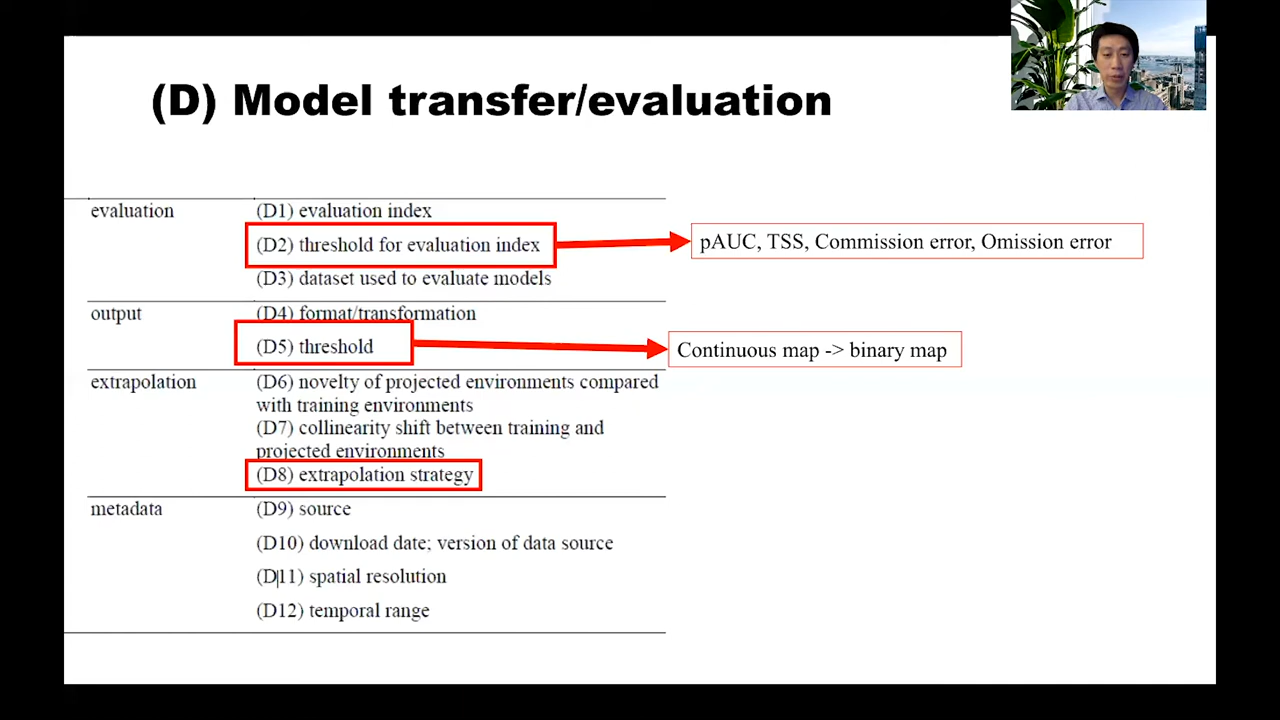 (D) Model transfer/evaluation
evaluation
(D1) evaluation index
(D2) threshold for evaluation index
pAUC, TSS, Commission error, Omission error
(D3) dataset used to evaluate models
output
(D4) format/transformation
(D5) threshold
Continuous map -> binary map
extrapolation
(D6) novelty of projected environments compared
with training environments
(D7) collinearity shift between training and
projected environments
(D8) extrapolation strategy
metadata
(D9) source
(D10) download date; version of data source
(D11) spatial resolution
(D12) temporal range